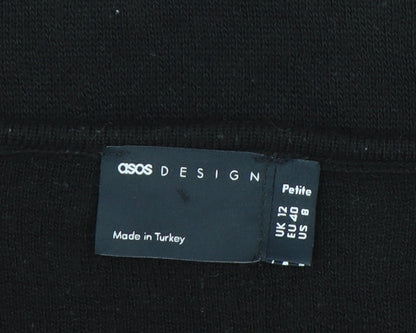 asos DESIGN
Made in Turkey
Petite
UK 12
EU 40
US 8